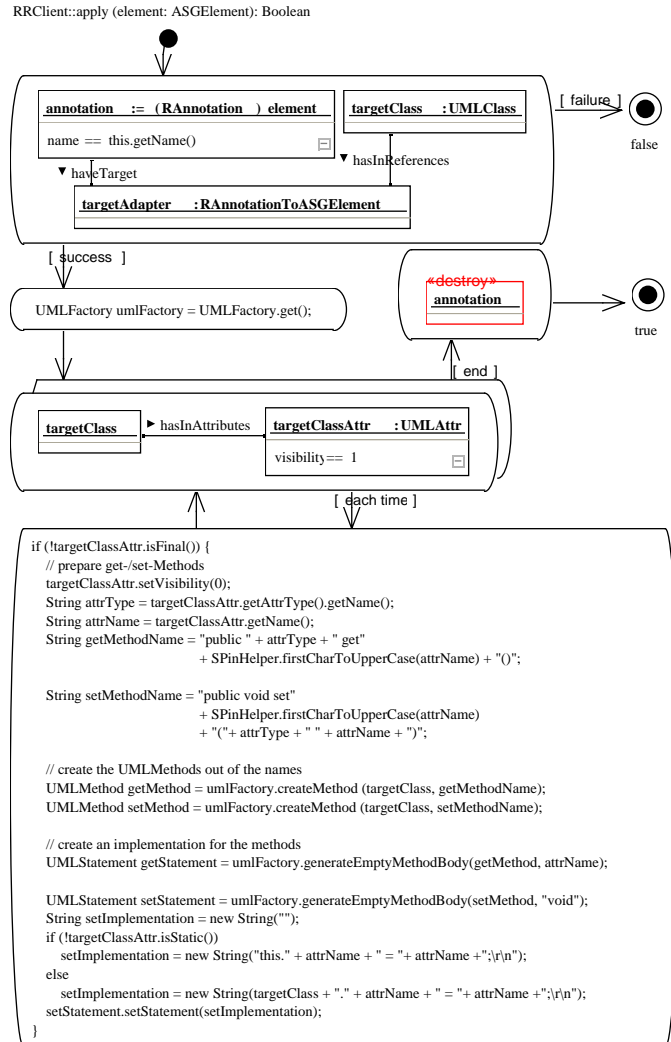 RRClient::apply (element: ASGElement): Boolean
annotation := (RAnnotation ) element
name == this.getName()
targetClass :UMLClass
[ failure ]
false
haveTarget
hasInReferences
targetAdapter :RAnnotationToASGElement
[ success ]
UMLFactory umlFactory = UMLFactory.get();
«destroy»
annotation
true
[ end ]
targetClass
hasInAttributes
targetClassAttr :UMLAttr
visibility== 1
[ each time ]
if (!targetClassAttr.isFinal()) {
// prepare get-/set-Methods
targetClassAttr.setVisibility(0);
String attrType = targetClassAttr.getAttrType().getName();
String attrName = targetClassAttr.getName();
String getMethodName = "public " + attrType + " get"
+ SPinHelper.firstCharToUpperCase(attrName) + "()";
String setMethodName = "public void set"
+ SPinHelper.firstCharToUpperCase(attrName)
+ "("+ attrType + " " + attrName + ")";
// create the UMLMethods out of the names
UMLMethod getMethod = umlFactory.createMethod (targetClass, getMethodName);
UMLMethod setMethod = umlFactory.createMethod (targetClass, setMethodName);
// create an implementation for the methods
UMLStatement getStatement = umlFactory.generateEmptyMethodBody(getMethod, attrName);
UMLStatement setStatement = umlFactory.generateEmptyMethodBody(setMethod, "void");
String setImplementation = new String("");
if (!targetClassAttr.isStatic())
setImplementation = new String("this." + attrName + " = "+ attrName +";\r\n");
else
setImplementation = new String(targetClass + "." + attrName + " = "+ attrName +";\r\n");
setStatement.setStatement(setImplementation);
}